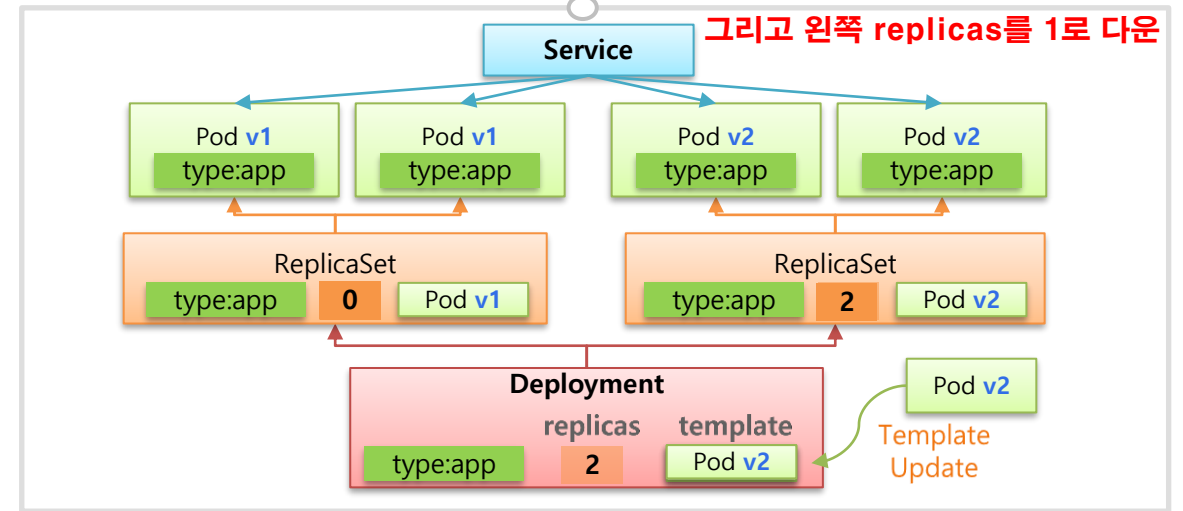 그리고 왼쪽 replicas를 1로 다운
Service
Pod v1
type:app
Pod v1
type:app
Pod v2
type:app
Pod v2
type:app
ReplicaSet
type:app 0 Pod v1
ReplicaSet
type:app 2 Pod v2
Deployment
replicas template
type:app 2 Pod v2
Pod v2
Template
Update